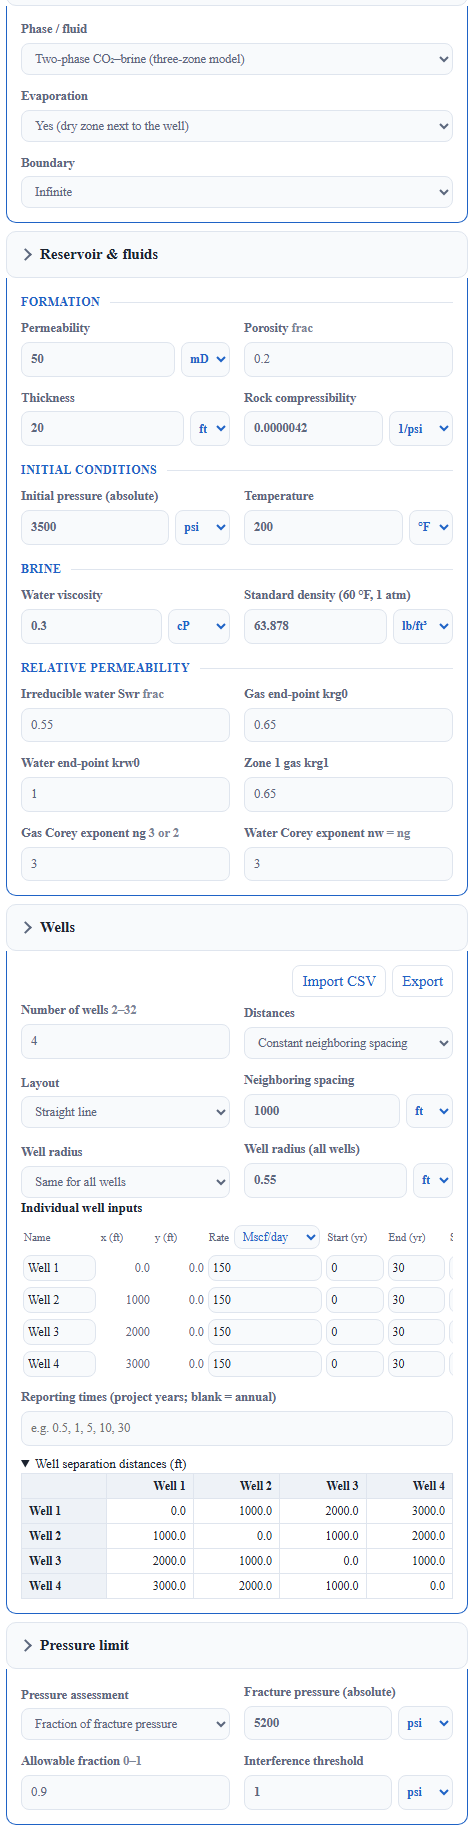 Phase / fluid
Two-phase CO₂–brine (three-zone model)
Evaporation
Yes (dry zone next to the well)
Boundary
Infinite
Reservoir & fluids
FORMATION
Permeability Porosity frac
50 mD 0.2
Thickness Rock compressibility
20 ft 0.0000042 1/psi
INITIAL CONDITIONS
Initial pressure (absolute) Temperature
3500 psi 200 °F
BRINE
Water viscosity Standard density (60 °F, 1 atm)
0.3 cP 63.878 lb/ft³
RELATIVE PERMEABILITY
Irreducible water Swr frac Gas end-point krg0
0.55 0.65
Water end-point krw0 Zone 1 gas krg1
1 0.65
Gas Corey exponent ng 3 or 2 Water Corey exponent nw = ng
3 3
Wells
Import CSV Export
Number of wells 2–32 Distances
4 Constant neighboring spacing
Layout Neighboring spacing
Straight line 1000 ft
Well radius Well radius (all wells)
Same for all wells 0.55 ft
Individual well inputs
Name x (ft) y (ft) Rate Mscf/day Start (yr) End (yr)
Well 1 0.0 0.0 150 0 30
Well 2 1000 0.0 150 0 30
Well 3 2000 0.0 150 0 30
Well 4 3000 0.0 150 0 30
Reporting times (project years; blank = annual)
e.g. 0.5, 1, 5, 10, 30
▼ Well separation distances (ft)
Well 1 Well 2 Well 3 Well 4
Well 1 0.0 1000.0 2000.0 3000.0
Well 2 1000.0 0.0 1000.0 2000.0
Well 3 2000.0 1000.0 0.0 1000.0
Well 4 3000.0 2000.0 1000.0 0.0
Pressure limit
Pressure assessment Fracture pressure (absolute)
Fraction of fracture pressure 5200 psi
Allowable fraction 0–1 Interference threshold
0.9 1 psi